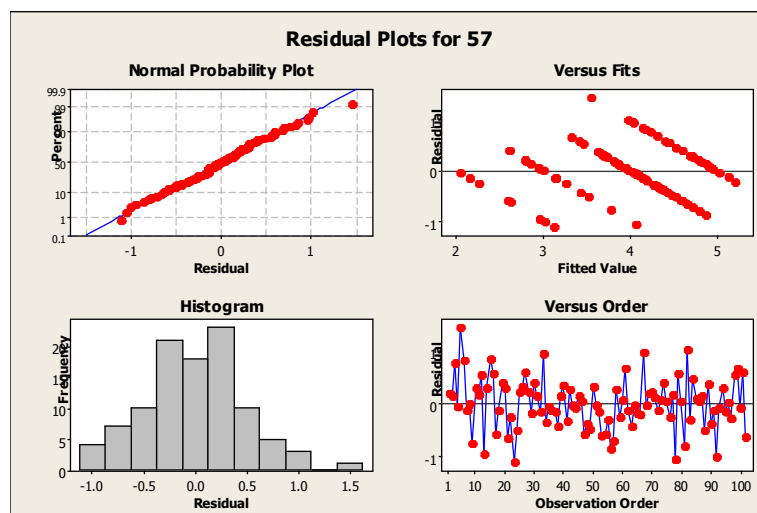 Residual Plots for 57
Normal Probability Plot
99.9
99
Percent
50
10
1
0.1
-1 0 1
Residual
Versus Fits
Residual
0
-1
2 3 4 5
Fitted Value
Histogram
20
Frequency
10
5
0
-1.0 -0.5 0.0 0.5 1.0 1.5
Residual
Versus Order
Residual
0
-1
1 10 20 30 40 50 60 70 80 90 100
Observation Order